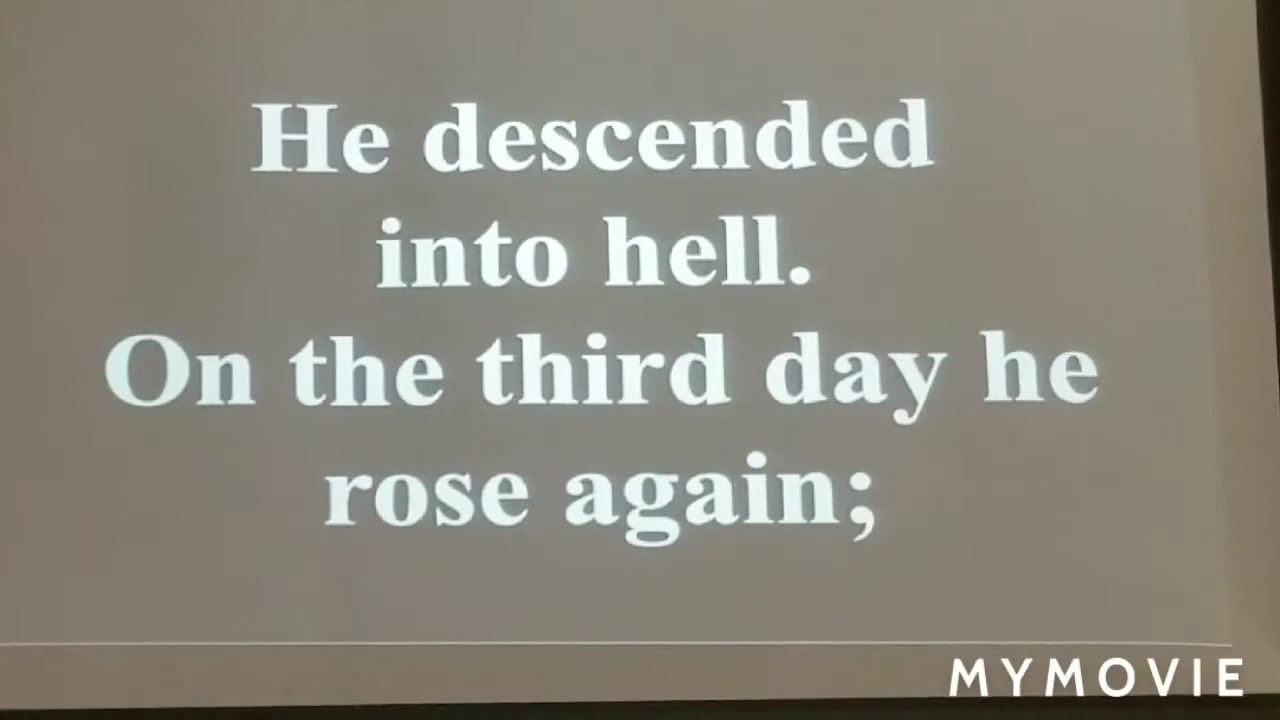 He descended
into hell.
On the third day he
rose again;
MYMOVIE